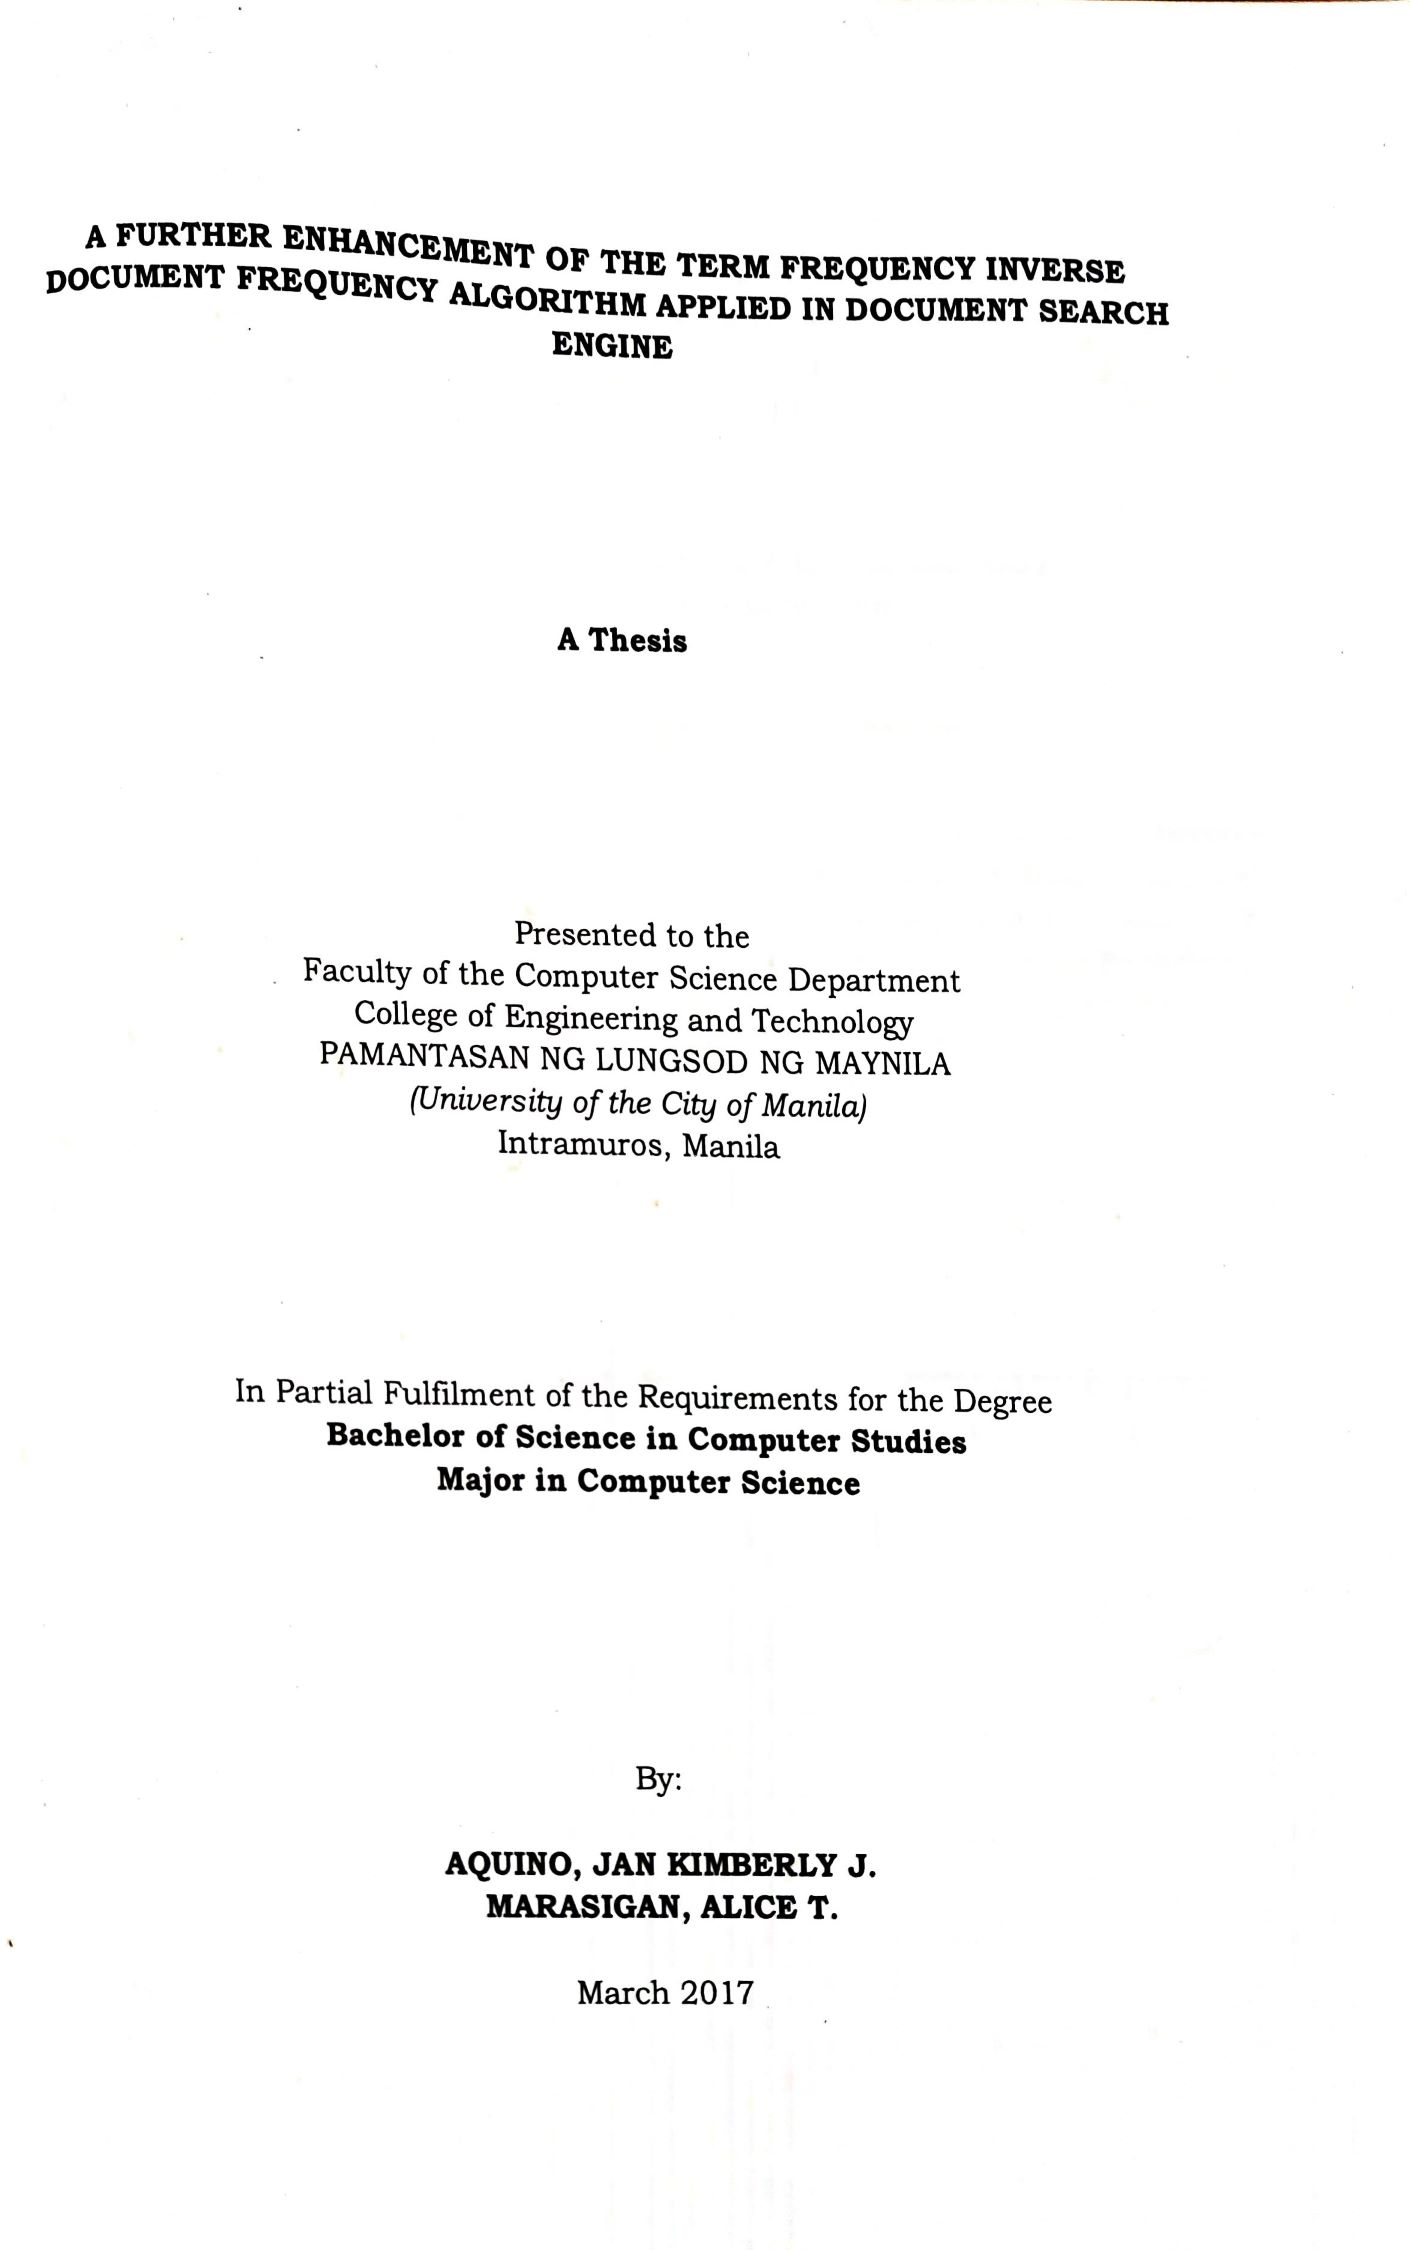 A FURTHER ENHANCEMENT OF THE TERM FREQUENCY INVERSE
DOCUMENT FREQUENCY ALGORITHM APPLIED IN DOCUMENT SEARCH
ENGINE
A Thesis
Presented to the
Faculty of the Computer Science Department
College of Engineering and Technology
PAMANTASAN NG LUNGSOD NG MAYNILA
(University of the City of Manila)
Intramuros, Manila
In Partial Fulfilment of the Requirements for the Degree
Bachelor of Science in Computer Studies
Major in Computer Science
By:
AQUINO, JAN KIMBERLY J.
MARASIGAN, ALICE T.
March 2017